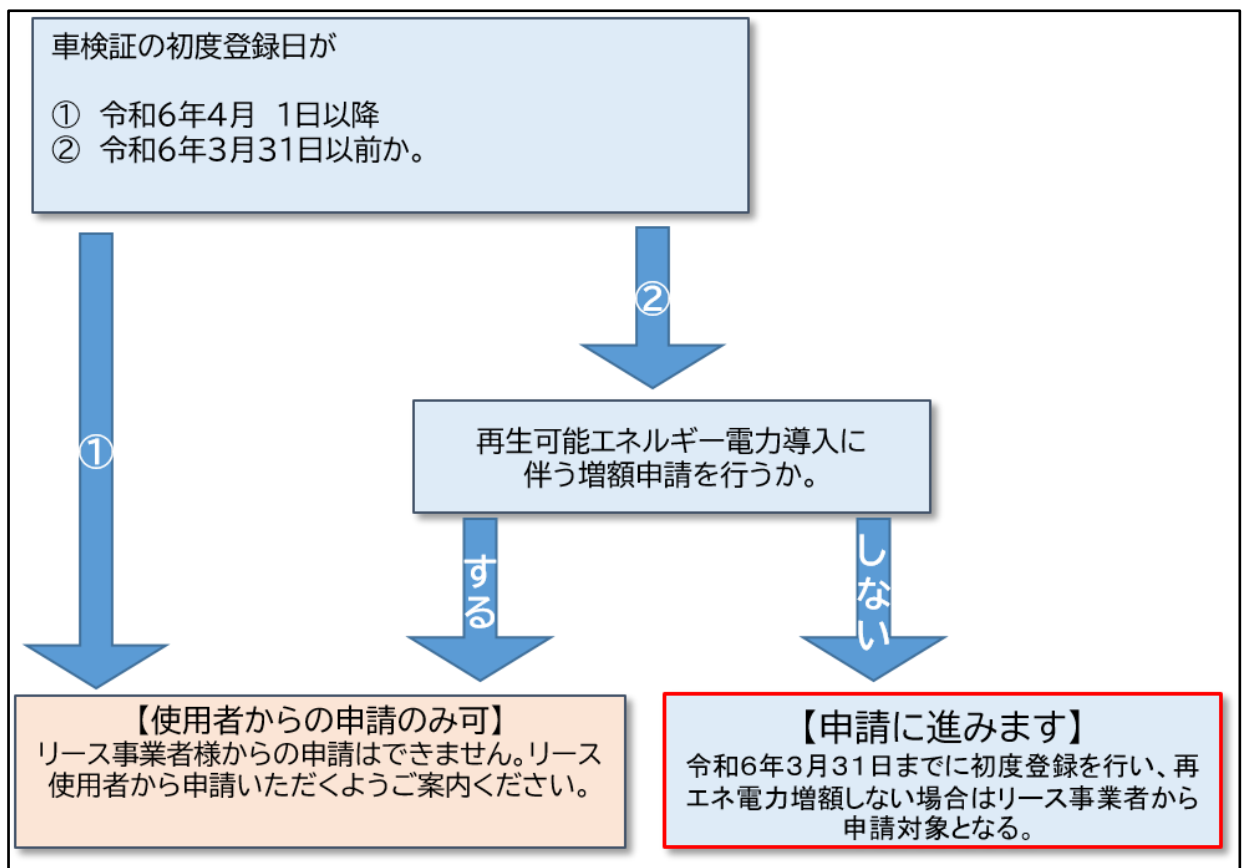 車検証の初度登録日が
① 令和6年4月 1日以降
② 令和6年3月31日以前か。
②
①
再生可能エネルギー電力導入に
伴う増額申請を行うか。
する
しない
【使用者からの申請のみ可】
リース事業者様からの申請はできません。リース
使用者から申請いただくようご案内ください。
【申請に進みます】
令和6年3月31日までに初度登録を行い、再
エネ電力増額しない場合はリース事業者から
申請対象となる。